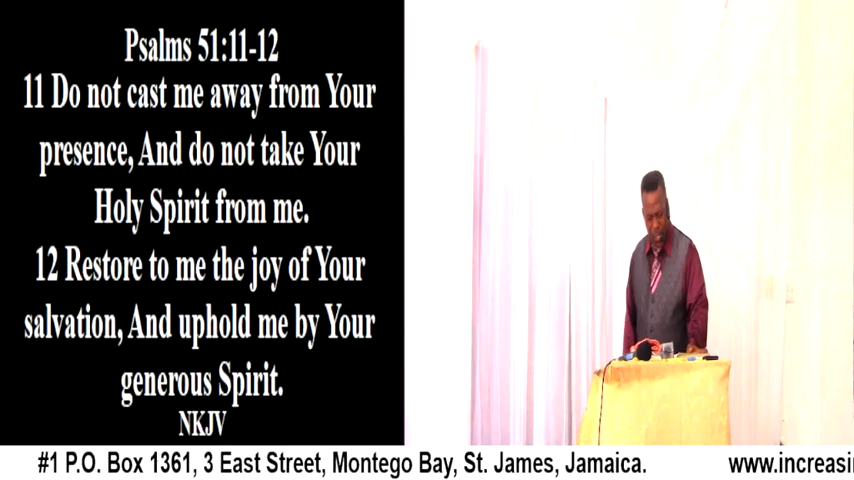 Psalms 51:11-12
11 Do not cast me away from Your
presence, And do not take Your
Holy Spirit from me.
12 Restore to me the joy of Your
salvation, And uphold me by Your
generous Spirit.
NKJV
#1 P.O. Box 1361, 3 East Street, Montego Bay, St. James, Jamaica.